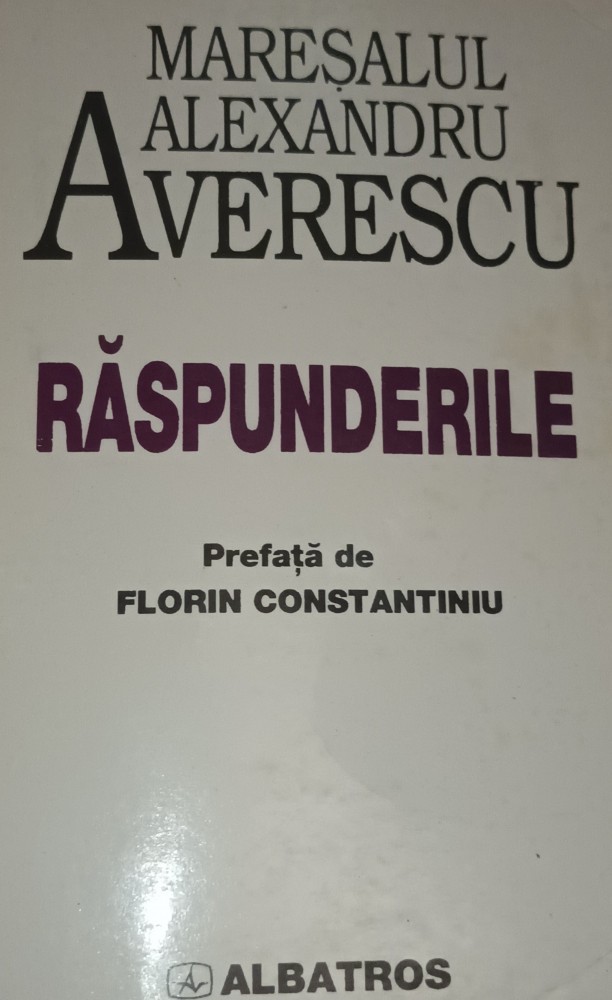 MAREȘALUL
ALEXANDRU
AVERESCU
RĂSPUNDERILE
Prefață de
FLORIN CONSTANTINIU
ALBATROS